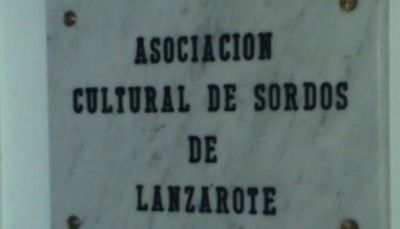 ASOCIACION
CULTURAL DE SORDOS
DE
LANZAROTE